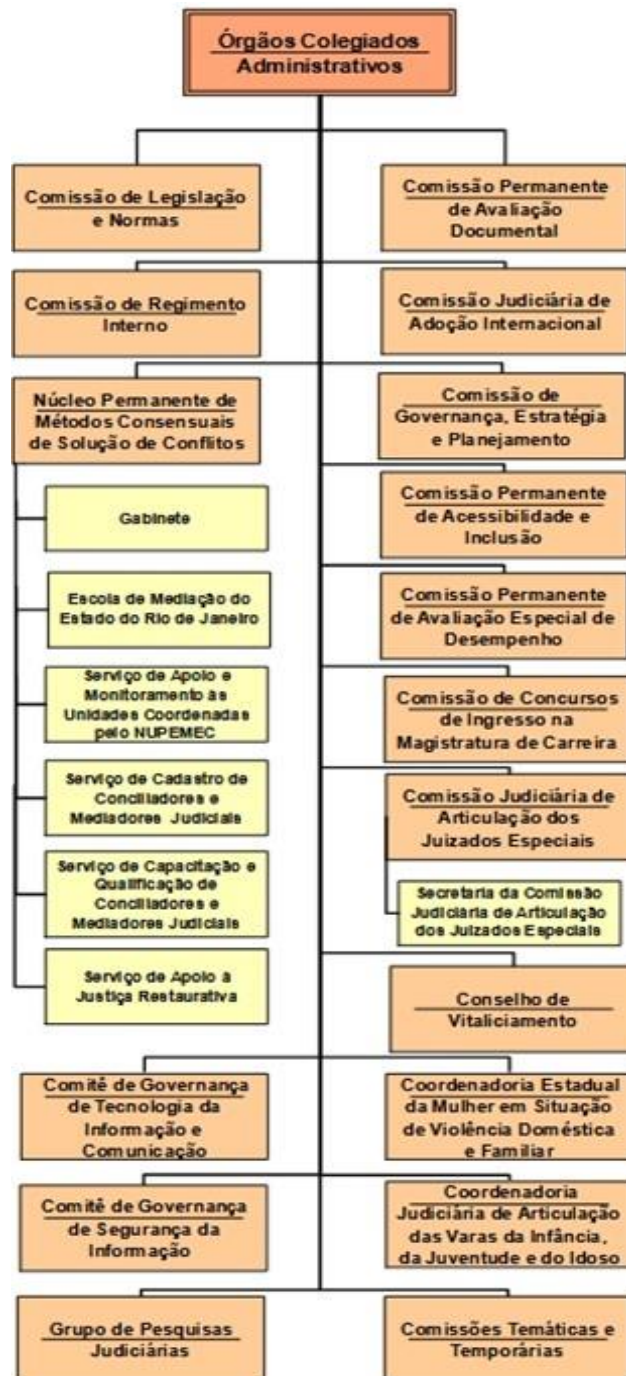 Órgãos Colegiados
Administrativos
Comissão de Legislação
e Normas
Comissão Permanente
de Avaliação
Documental
Comissão de Regimento
Interno
Comissão Judiciária de
Adoção Internacional
Núcleo Permanente de
Métodos Consensuais
de Solução de Conflitos
Comissão de
Governança, Estratégia
e Planejamento
Gabinete
Comissão Permanente
de Acessibilidade e
Inclusão
Escola de Mediação do
Estado do Rio de Janeiro
Comissão Permanente
de Avaliação Especial de
Desempenho
Serviço de Apoio e
Monitoramento às
Unidades Coordenadas
pelo NUPEMEC
Comissão de Concursos
de Ingresso na
Magistratura de Carreira
Serviço de Cadastro de
Conciliadores e
Mediadores Judiciais
Comissão Judiciária de
Articulação dos
Juizados Especiais
Serviço de Capacitação e
Qualificação de
Conciliadores e
Mediadores Judiciais
Secretaria da Comissão
Judiciária de Articulação
dos Juizados Especiais
Serviço de Apoio à
Justiça Restaurativa
Conselho de
Vitaliciamento
Comitê de Governança
de Tecnologia da
Informação e
Comunicação
Coordenadoria Estadual
da Mulher em Situação
de Violência Doméstica
e Familiar
Comitê de Governança
de Segurança da
Informação
Coordenadoria
Judiciária de Articulação
das Varas da Infância,
da Juventude e do Idoso
Grupo de Pesquisas
Judiciárias
Comissões Temáticas e
Temporárias